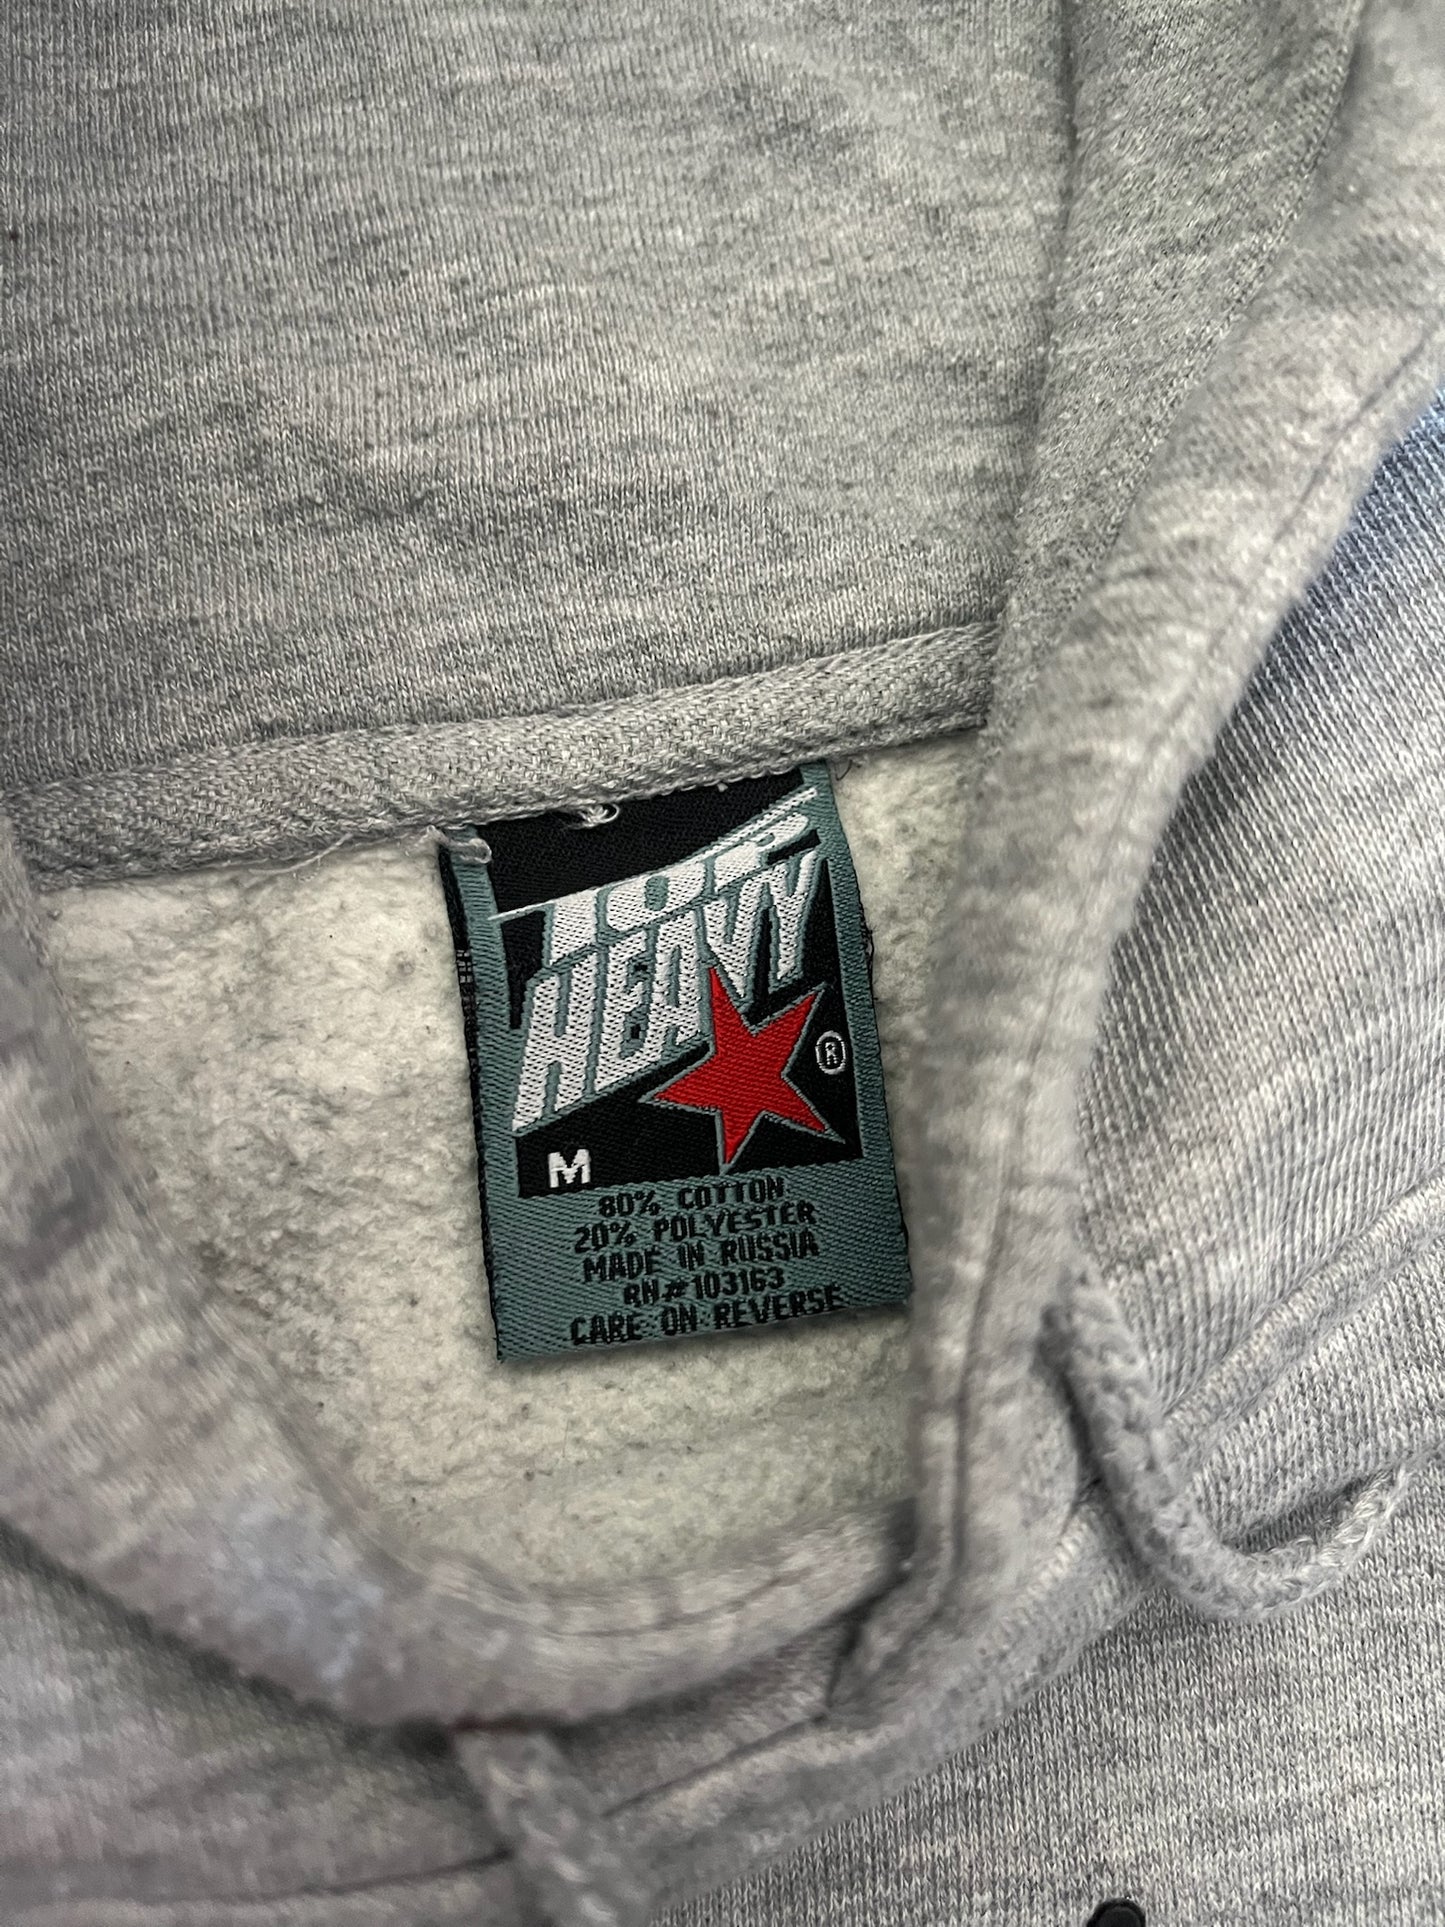 TOP
HEAVY
®
M
80% COTTON
20% POLYESTER
MADE IN RUSSIA
RN# 103163
CARE ON REVERSE